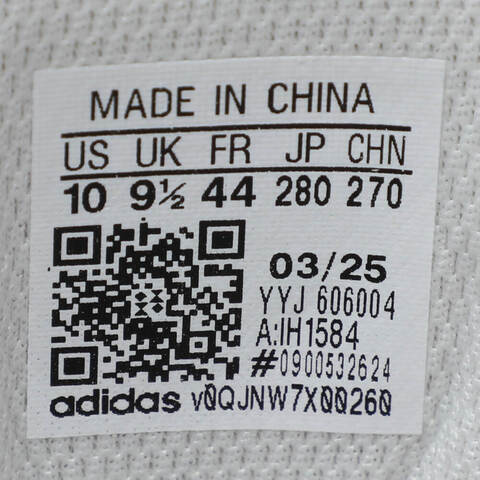 MADE IN CHINA
US UK FR JP CHN
10 9½ 44 280 270
03/25
YYJ 606004
A:IH1584
#0900532624
adidas v0QJNW7X00260